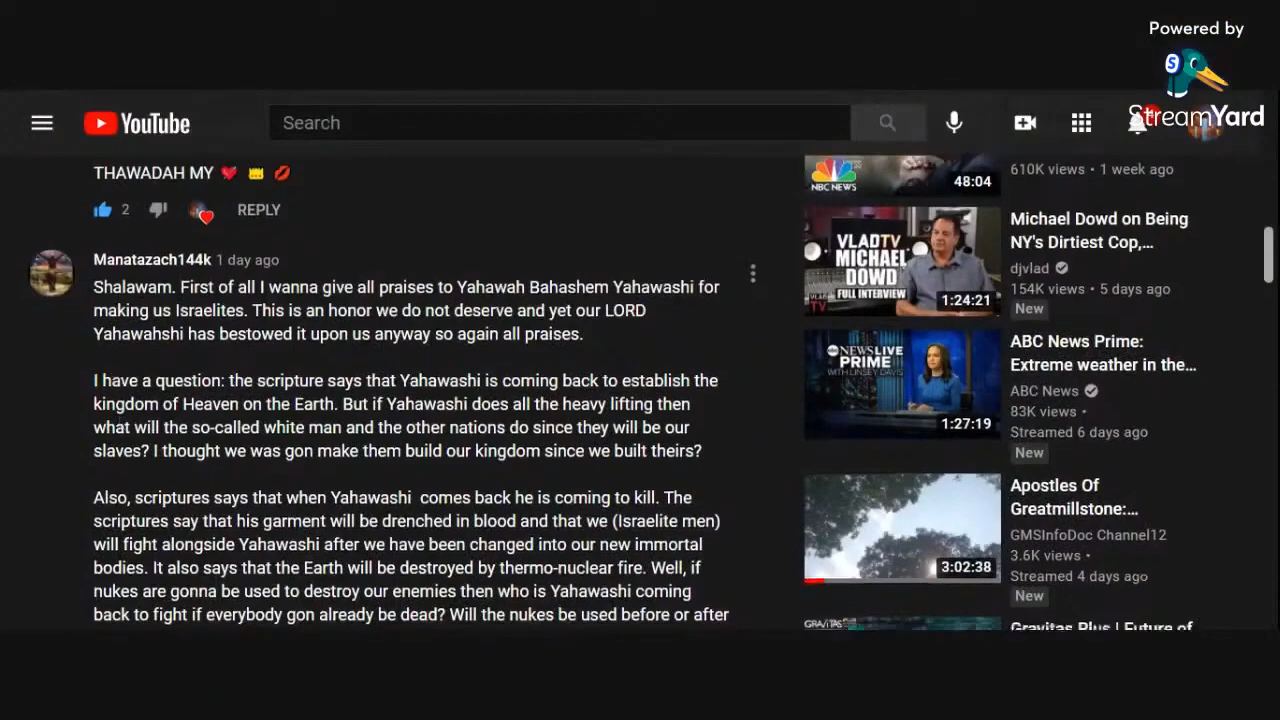 Powered by
StreamYard
YouTube
Search
THAWADAH MY
2
REPLY
Manatazach144k 1 day ago
Shalawam. First of all I wanna give all praises to Yahawah Bahashem Yahawashi for
making us Israelites. This is an honor we do not deserve and yet our LORD
Yahawahshi has bestowed it upon us anyway so again all praises.
I have a question: the scripture says that Yahawashi is coming back to establish the
kingdom of Heaven on the Earth. But if Yahawashi does all the heavy lifting then
what will the so-called white man and the other nations do since they will be our
slaves? I thought we was gon make them build our kingdom since we built theirs?
Also, scriptures says that when Yahawashi comes back he is coming to kill. The
scriptures say that his garment will be drenched in blood and that we (Israelite men)
will fight alongside Yahawashi after we have been changed into our new immortal
bodies. It also says that the Earth will be destroyed by thermo-nuclear fire. Well, if
nukes are gonna be used to destroy our enemies then who is Yahawashi coming
back to fight if everybody gon already be dead? Will the nukes be used before or after
NBC NEWS
48:04
610K views • 1 week ago
VLADTV
MICHAEL
DOWD
FULL INTERVIEW
1:24:21
Michael Dowd on Being
NY's Dirtiest Cop,...
djvlad
154K views • 5 days ago
New
abc NEWS LIVE
PRIME
WITH LINSEY DAVIS
1:27:19
ABC News Prime:
Extreme weather in the...
ABC News
83K views •
Streamed 6 days ago
New
3:02:38
Apostles Of
Greatmillstone:...
GMSInfoDoc Channel12
3.6K views •
Streamed 4 days ago
New
GRAVITAS
Gravitas Plus | Future of